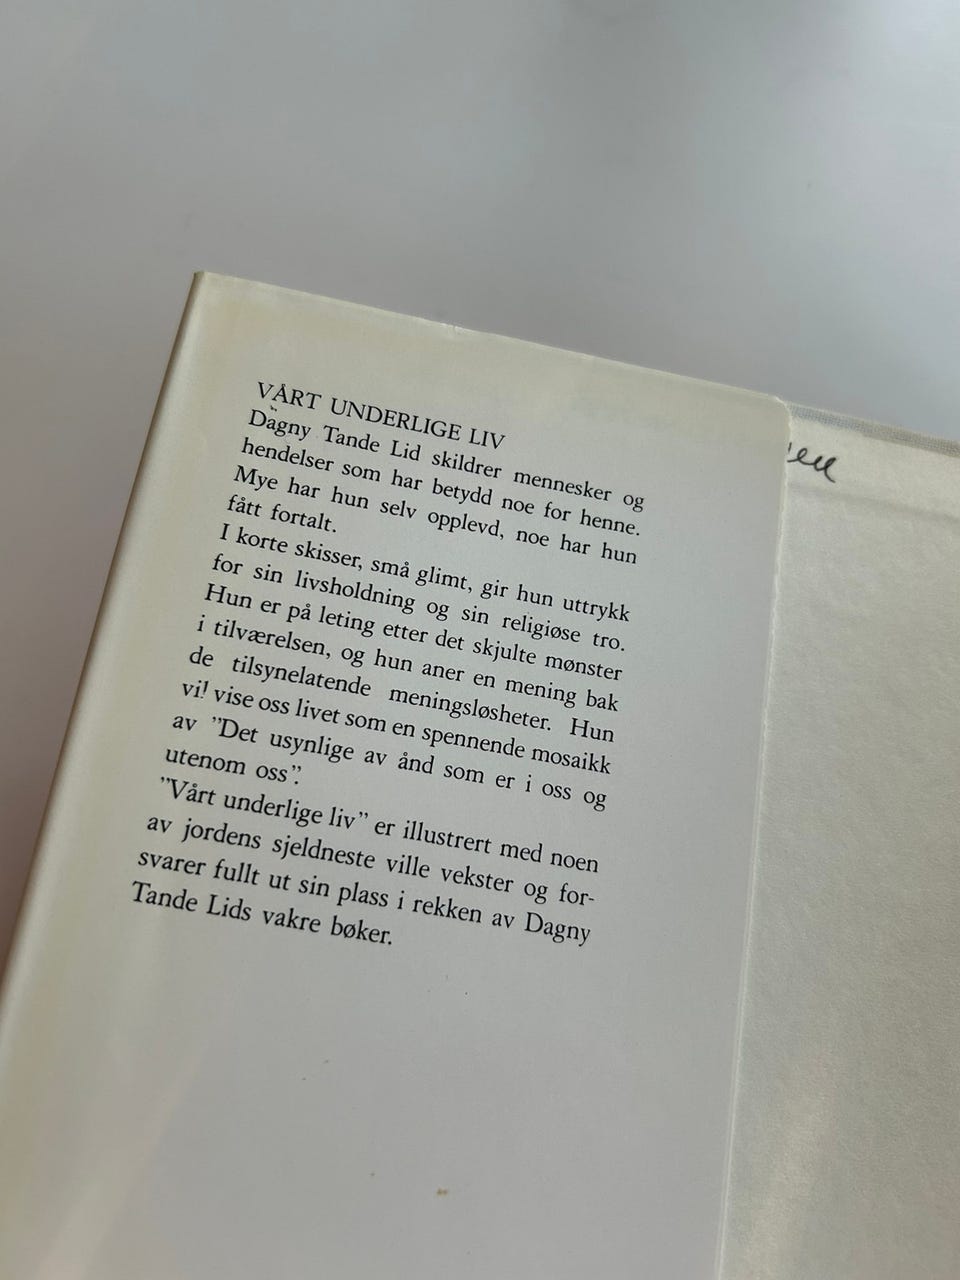 VÅRT UNDERLIGE LIV
Dagny Tande Lid skildrer mennesker og
hendelser som har betydd noe for henne.
Mye har hun selv opplevd, noe har hun
fått fortalt.
I korte skisser, små glimt, gir hun uttrykk
for sin livsholdning og sin religiøse tro.
Hun er på leting etter det skjulte mønster
i tilværelsen, og hun aner en mening bak
de tilsynelatende meningsløsheter. Hun
vil vise oss livet som en spennende mosaikk
av ”Det usynlige av ånd som er i oss og
utenom oss”.
”Vårt underlige liv” er illustrert med noen
av jordens sjeldneste ville vekster og for-
svarer fullt ut sin plass i rekken av Dagny
Tande Lids vakre bøker.